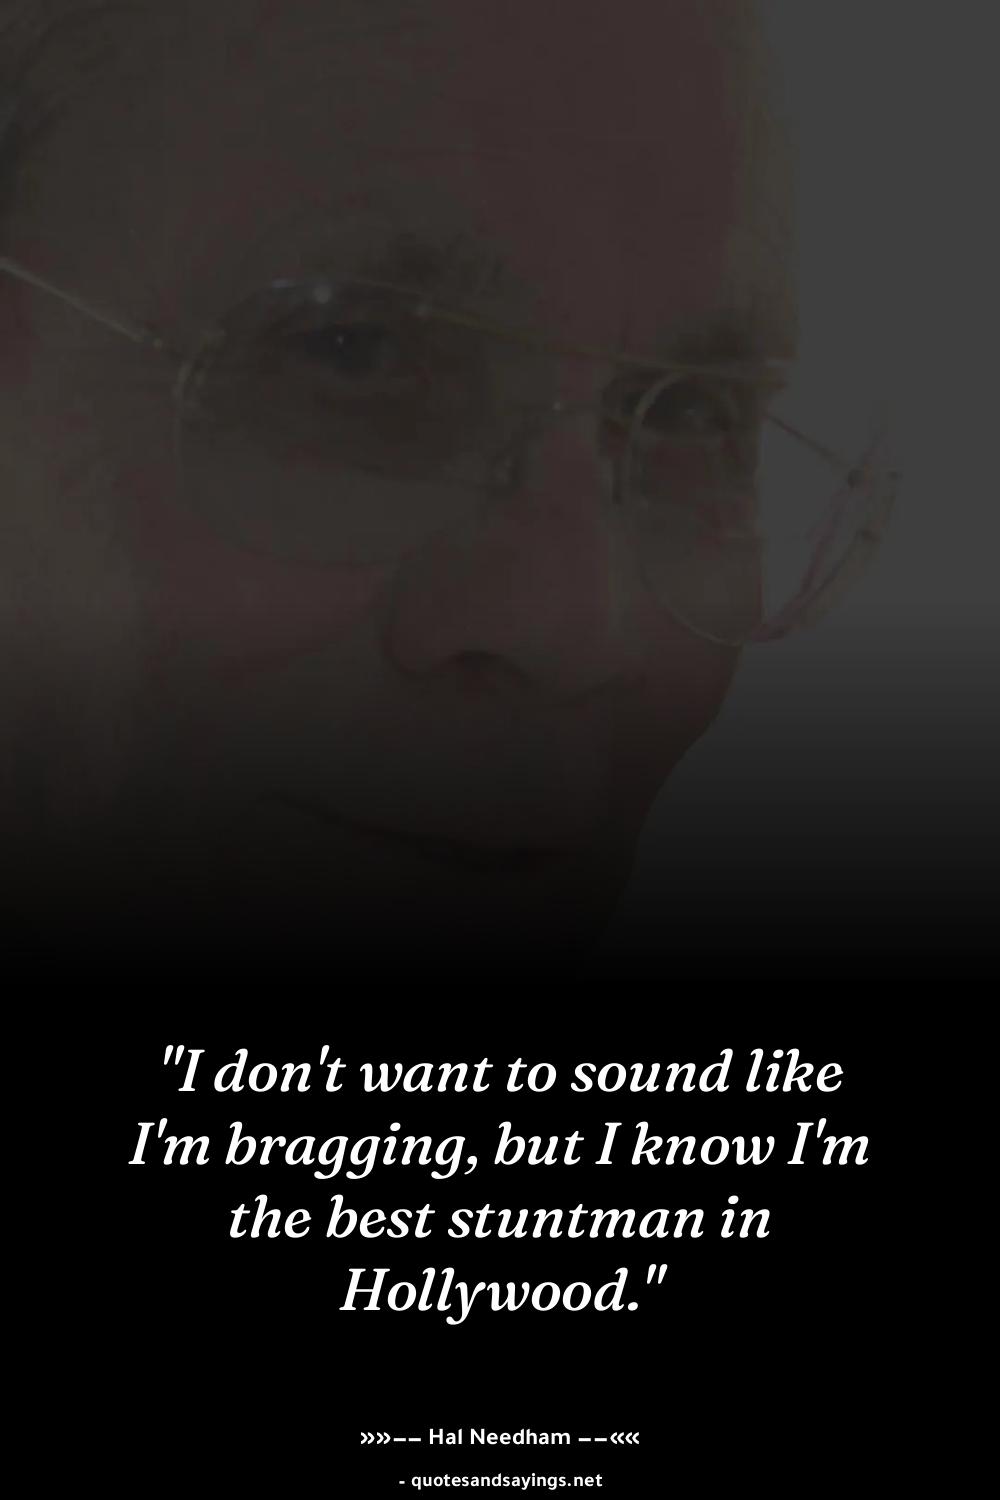 "I don't want to sound like
I'm bragging, but I know I'm
the best stuntman in
Hollywood."
»»−− Hal Needham −−««
- quotesandsayings.net